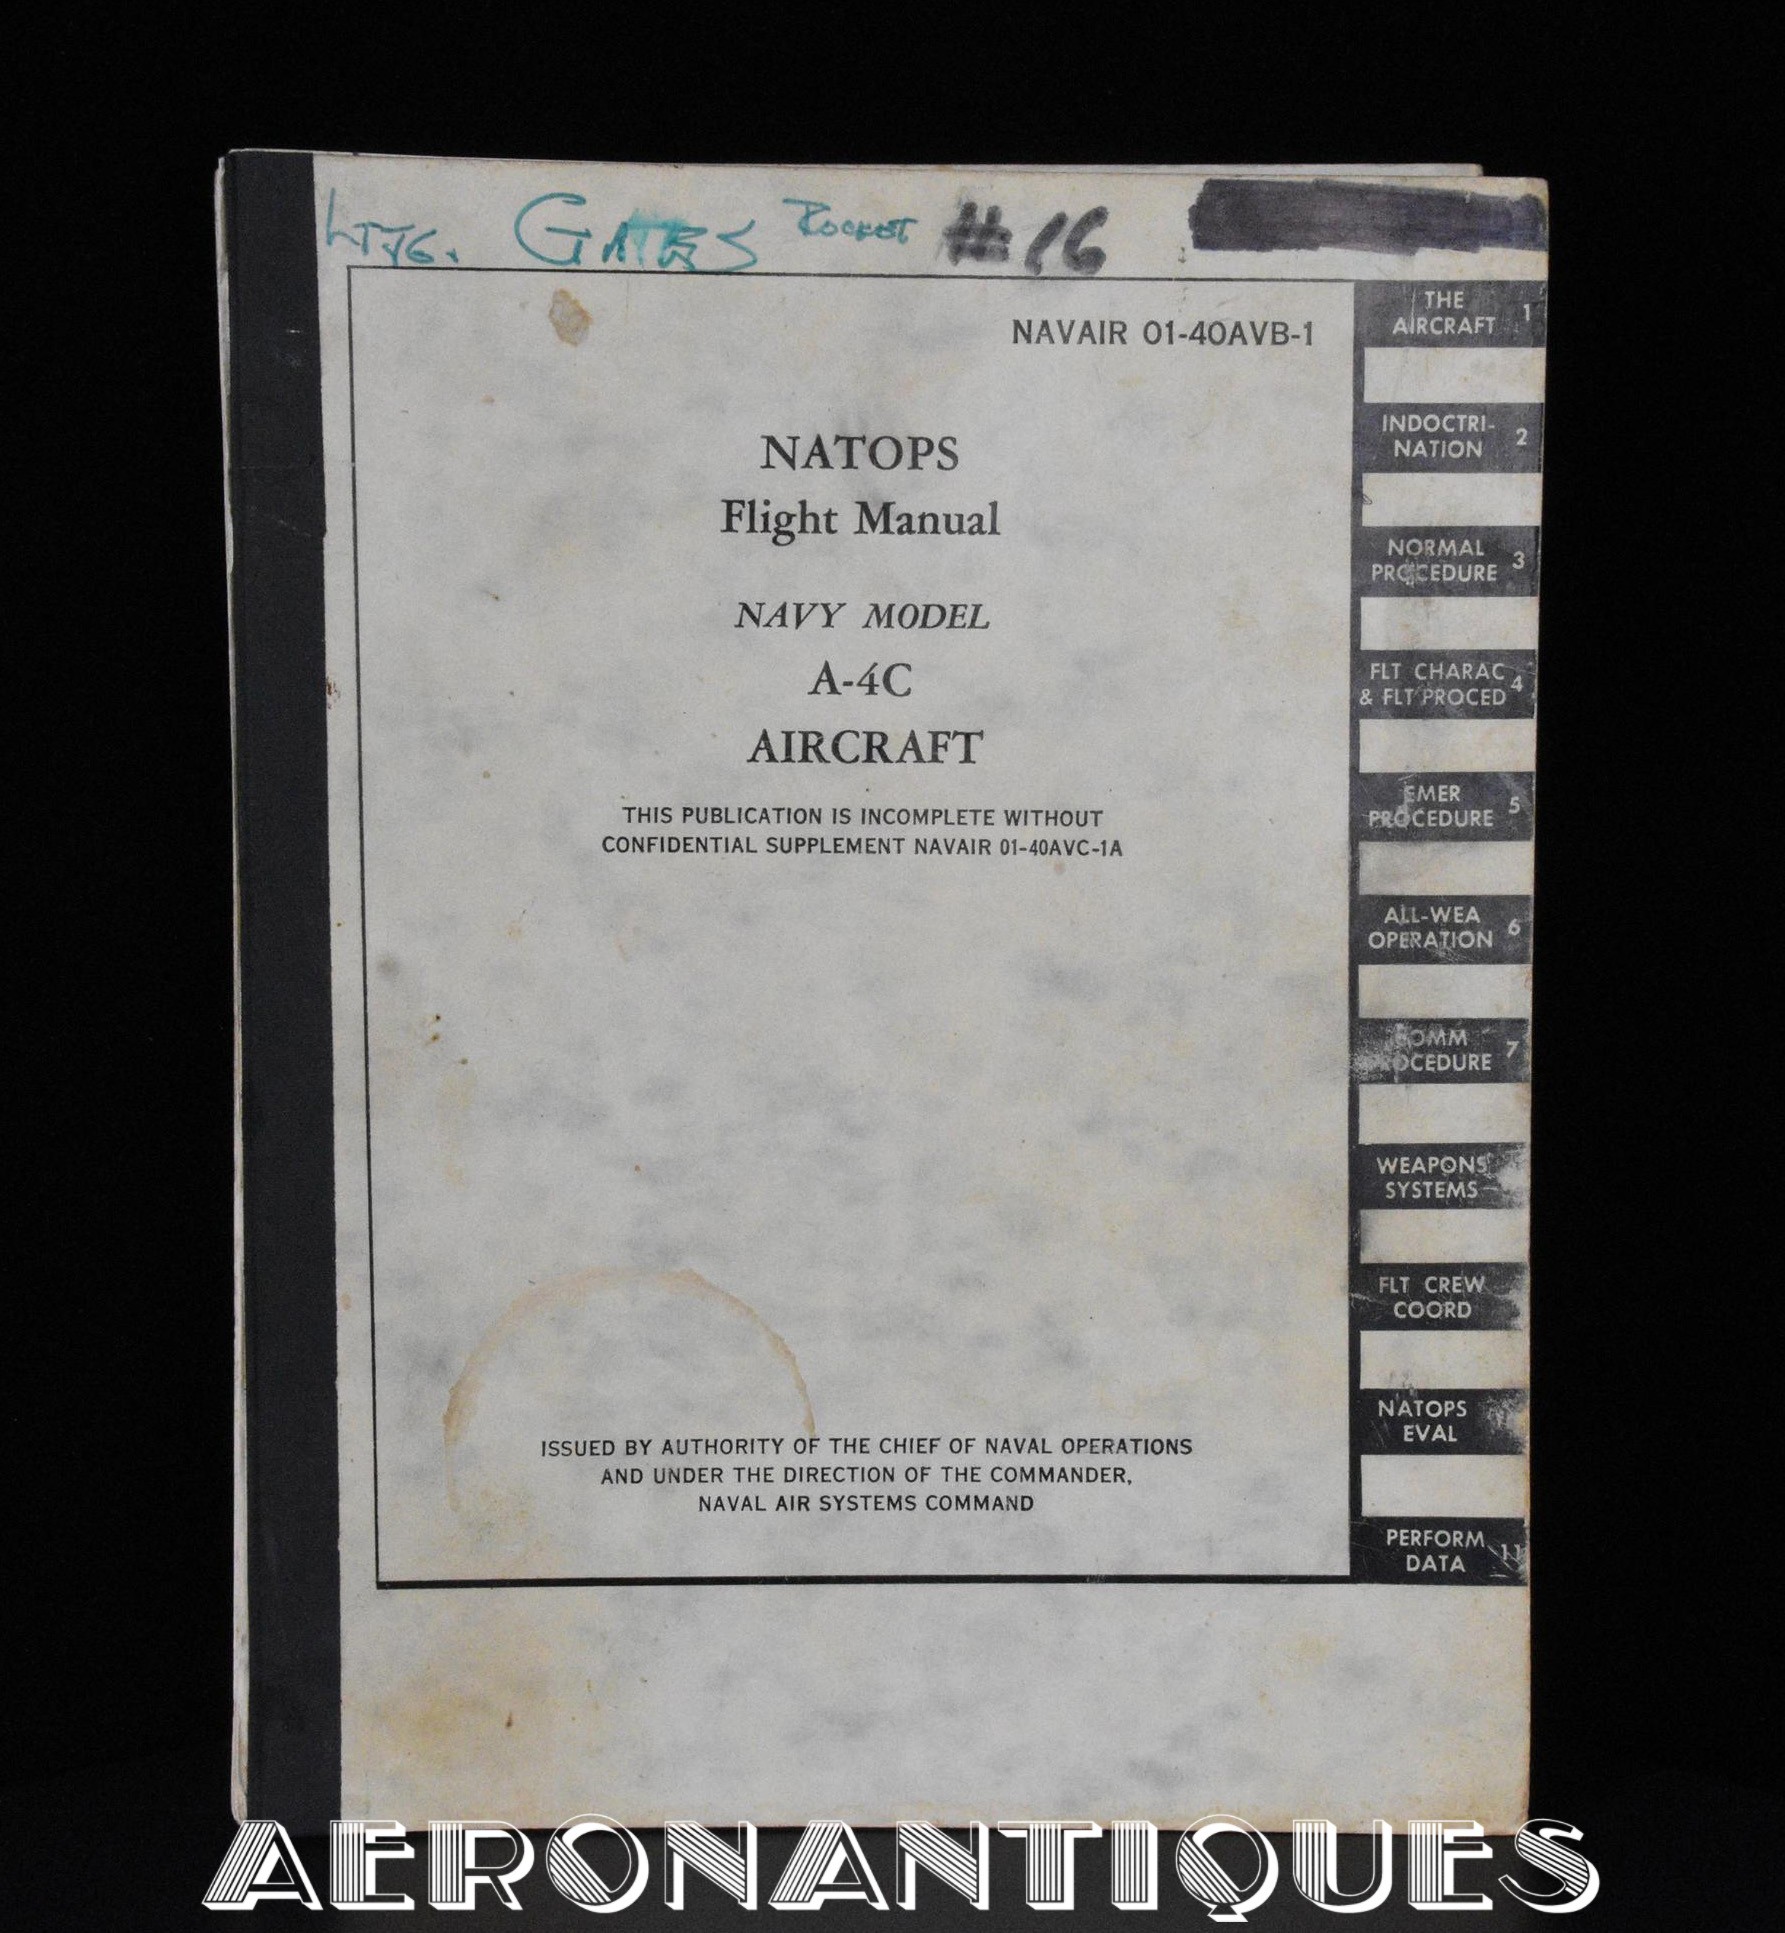 LTJG. GATES ROCKET # 16
NAVAIR 01-40AVB-1
NATOPS
Flight Manual
NAVY MODEL
A-4C
AIRCRAFT
THIS PUBLICATION IS INCOMPLETE WITHOUT
CONFIDENTIAL SUPPLEMENT NAVAIR 01-40AVC-1A
ISSUED BY AUTHORITY OF THE CHIEF OF NAVAL OPERATIONS
AND UNDER THE DIRECTION OF THE COMMANDER,
NAVAL AIR SYSTEMS COMMAND
THE
AIRCRAFT 1
INDOCTRI-
NATION 2
NORMAL
PROCEDURE 3
FLT CHARAC
& FLT PROCED 4
EMER
PROCEDURE 5
ALL-WEA
OPERATION 6
COMM
PROCEDURE 7
WEAPONS
SYSTEMS
FLT CREW
COORD
NATOPS
EVAL
PERFORM
DATA 11
AERONANTIQUES